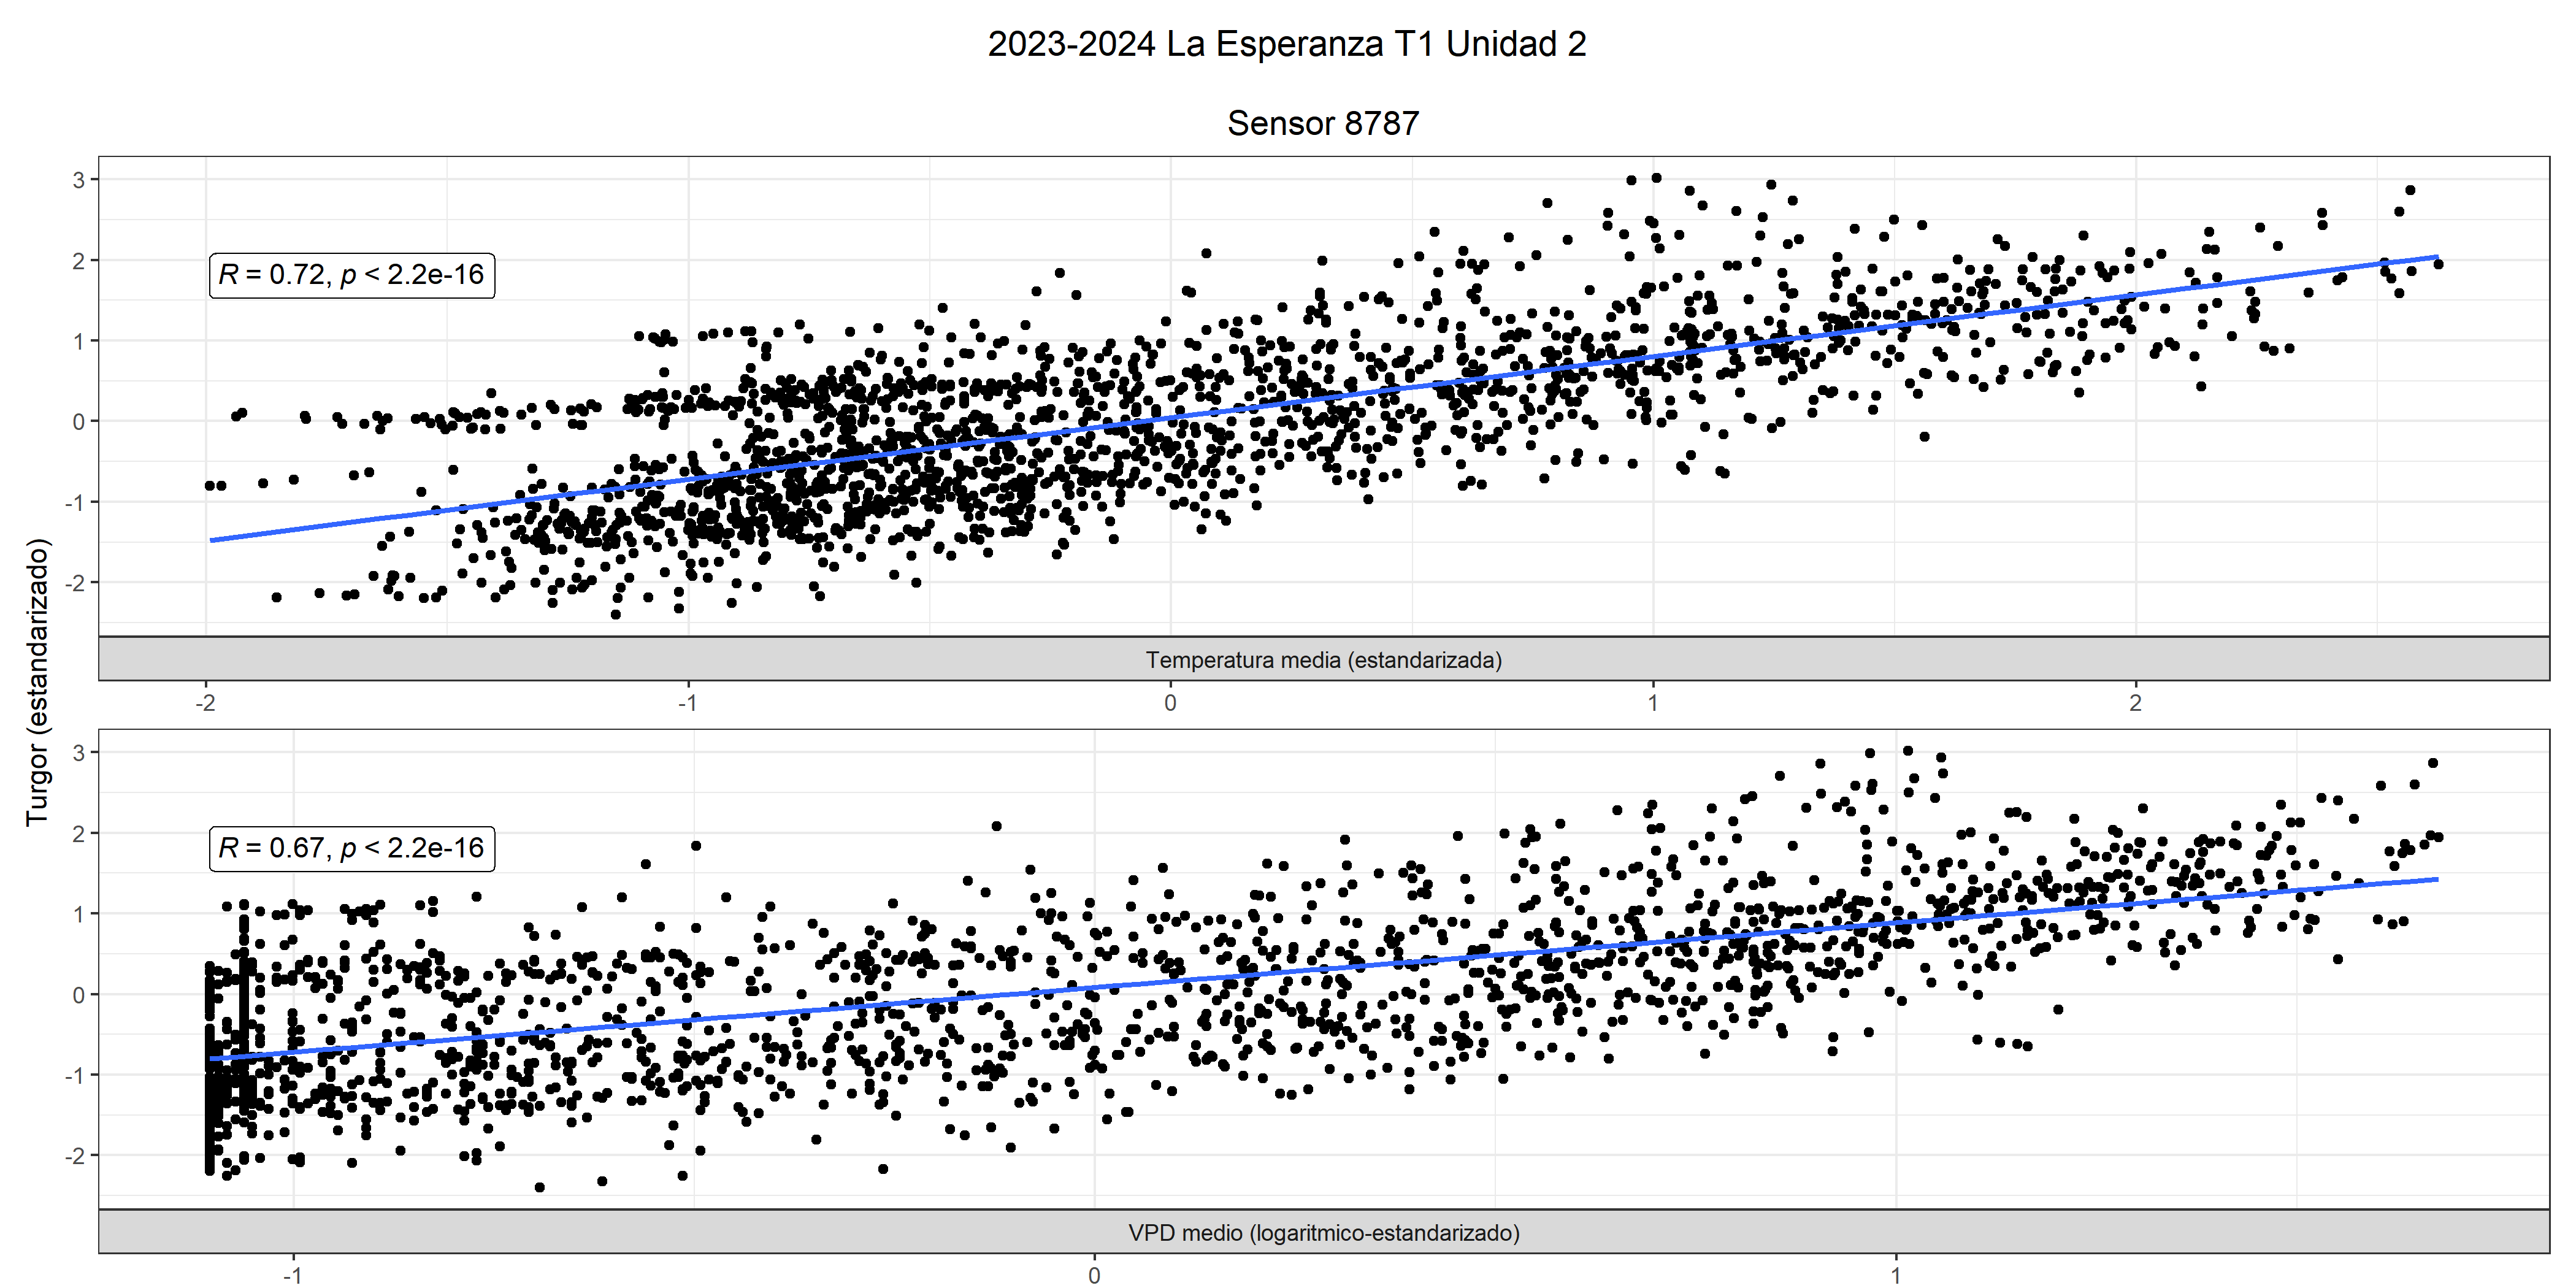 2023-2024 La Esperanza T1 Unidad 2
Sensor 8787
Turgor (estandarizado)
3
2
1
0
-1
-2
R = 0.72, p < 2.2e-16
Temperatura media (estandarizada)
-2 -1 0 1 2
3
2
1
0
-1
-2
R = 0.67, p < 2.2e-16
VPD medio (logaritmico-estandarizado)
-1 0 1